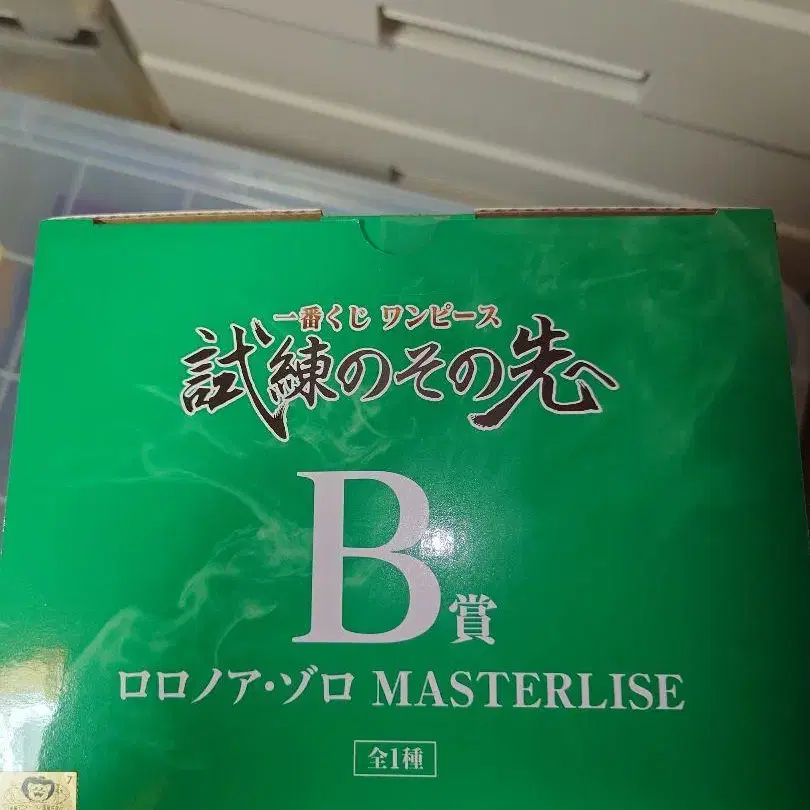 一番くじ ワンピース
試練のその先へ
B賞
ロロノア・ゾロ MASTERLISE
全1種